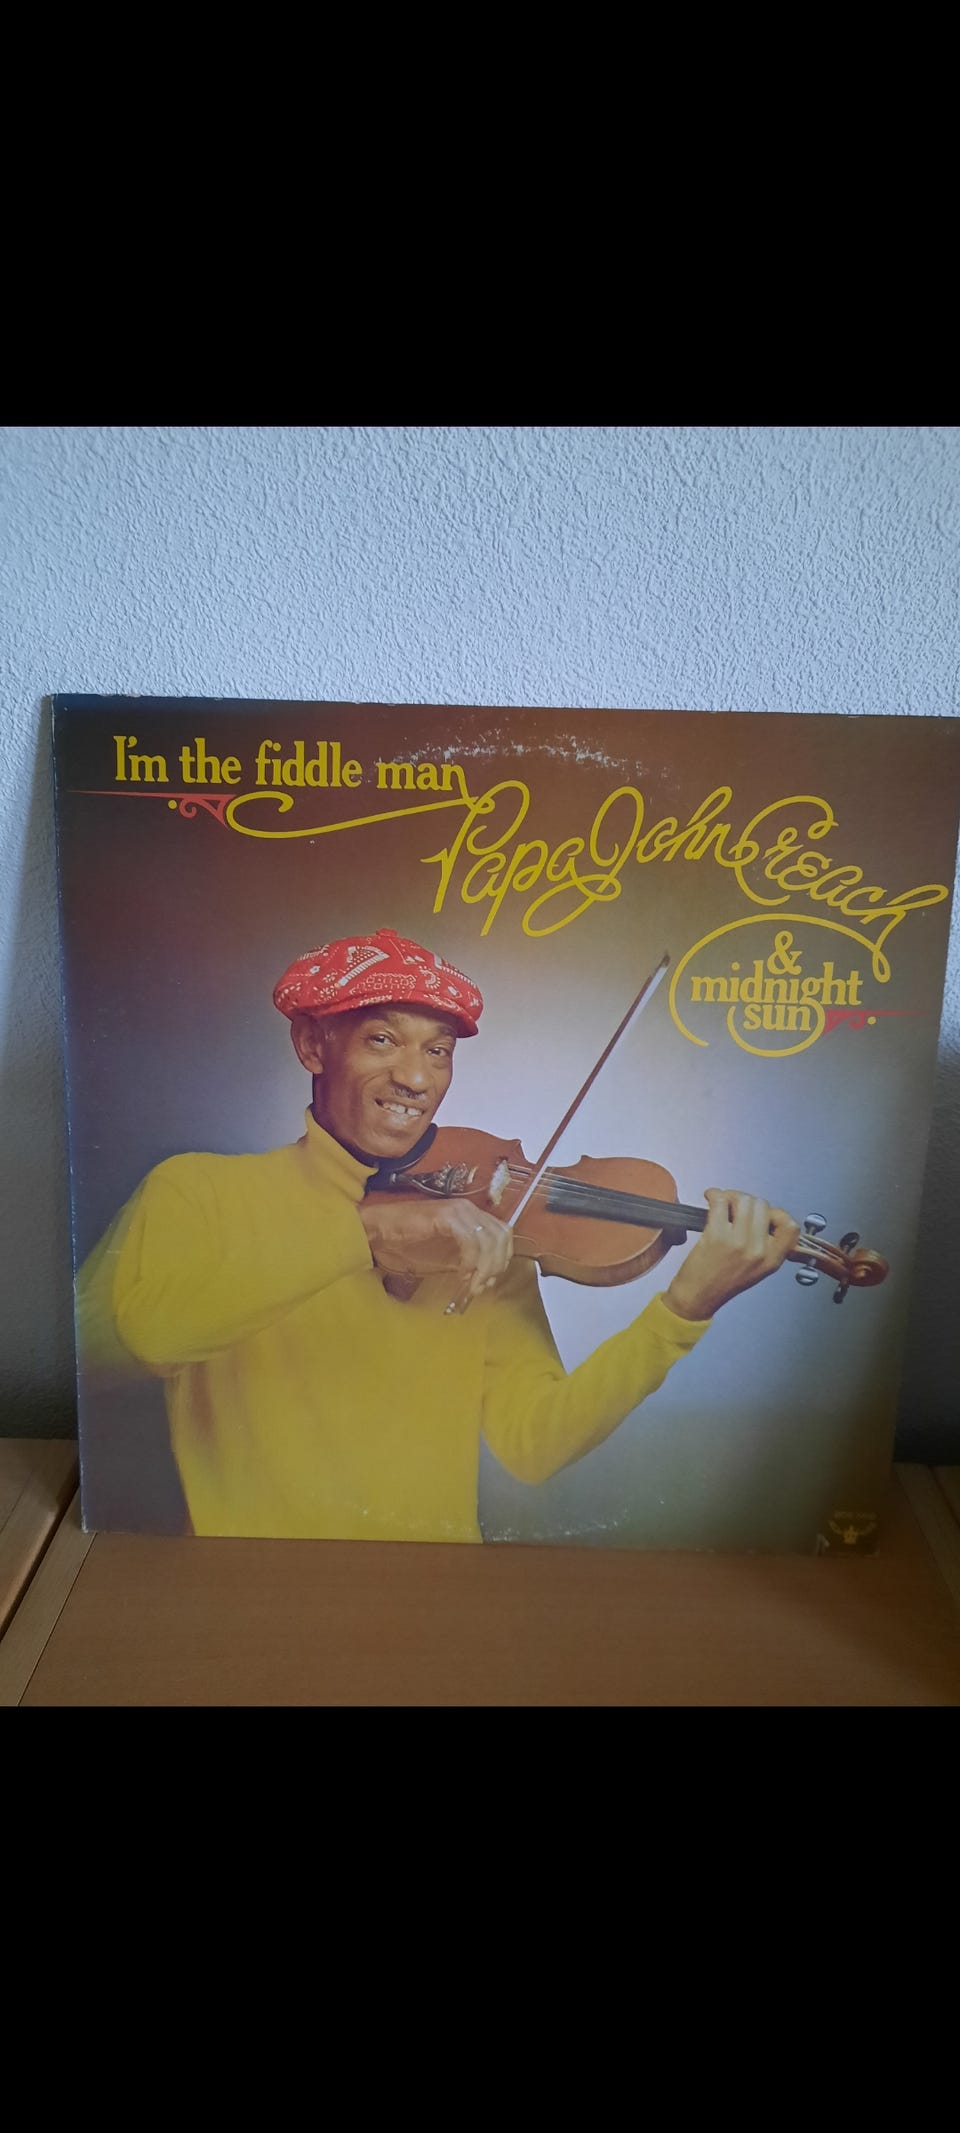 I'm the fiddle man
Papa John Creach
&
midnight
sun